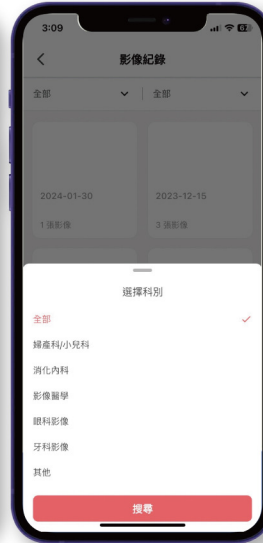 3:09
影像紀錄
全部 全部
2024-01-30 2023-12-15
1 張影像 3 張影像
選擇科別
全部
婦產科/小兒科
消化內科
影像醫學
眼科影像
牙科影像
其他
搜尋